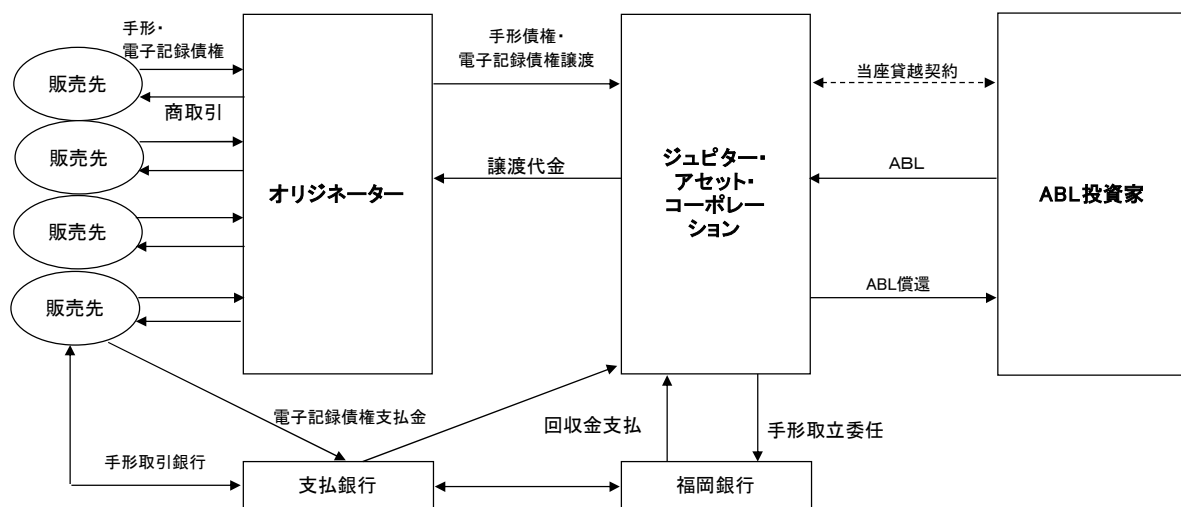 手形・
電子記録債権
販売先
商取引
販売先
販売先
販売先
オリジネーター
手形債権・
電子記録債権譲渡
譲渡代金
ジュピター・
アセット・
コーポレー
ション
当座貸越契約
ABL
ABL償還
ABL投資家
電子記録債権支払金
回収金支払
手形取立委任
手形取引銀行
支払銀行
福岡銀行